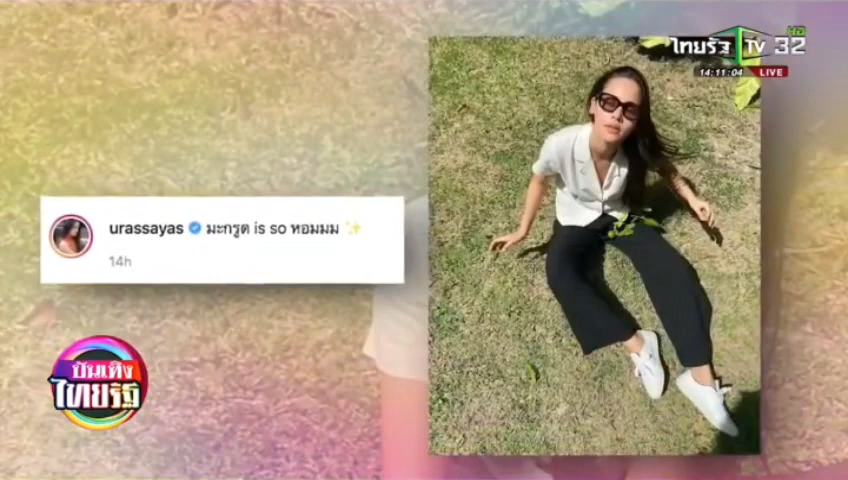 ไทยรัฐ TV HD 32
14:11:04 LIVE
urassayas มะกรูด is so หอมมม ✨
14h
บันเทิง
ไทยรัฐ